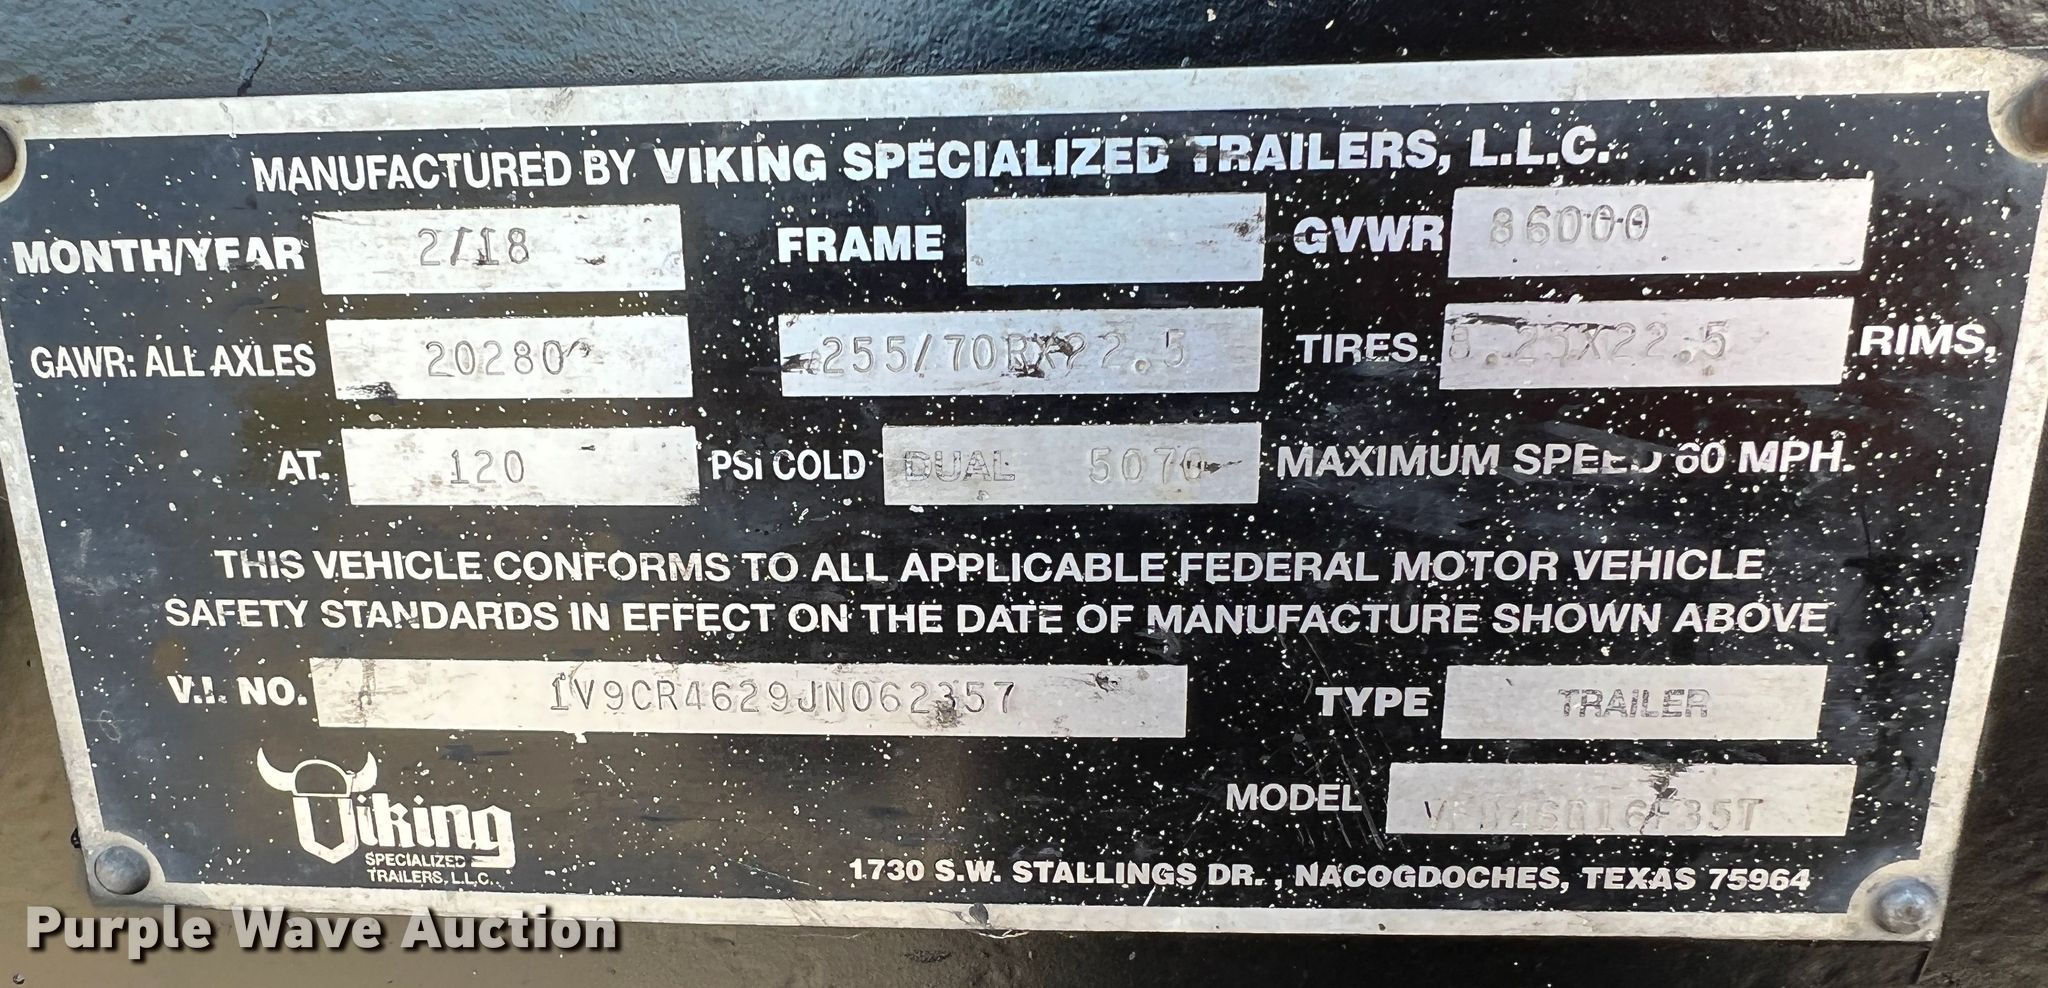 MANUFACTURED BY VIKING SPECIALIZED TRAILERS, L.L.C.
MONTH/YEAR 2/18 FRAME GVWR 86000
GAWR: ALL AXLES 20280 255/70RX22.5 TIRES. 8.25X22.5 RIMS,
AT. 120 PSI COLD DUAL 5070 MAXIMUM SPEED 60 MPH.
THIS VEHICLE CONFORMS TO ALL APPLICABLE FEDERAL MOTOR VEHICLE
SAFETY STANDARDS IN EFFECT ON THE DATE OF MANUFACTURE SHOWN ABOVE
V.I. NO. 1V9CR4629JN062357 TYPE TRAILER
MODEL
Viking
SPECIALIZED
TRAILERS, L.L.C.
1730 S.W. STALLINGS DR., NACOGDOCHES, TEXAS 75964
Purple Wave Auction